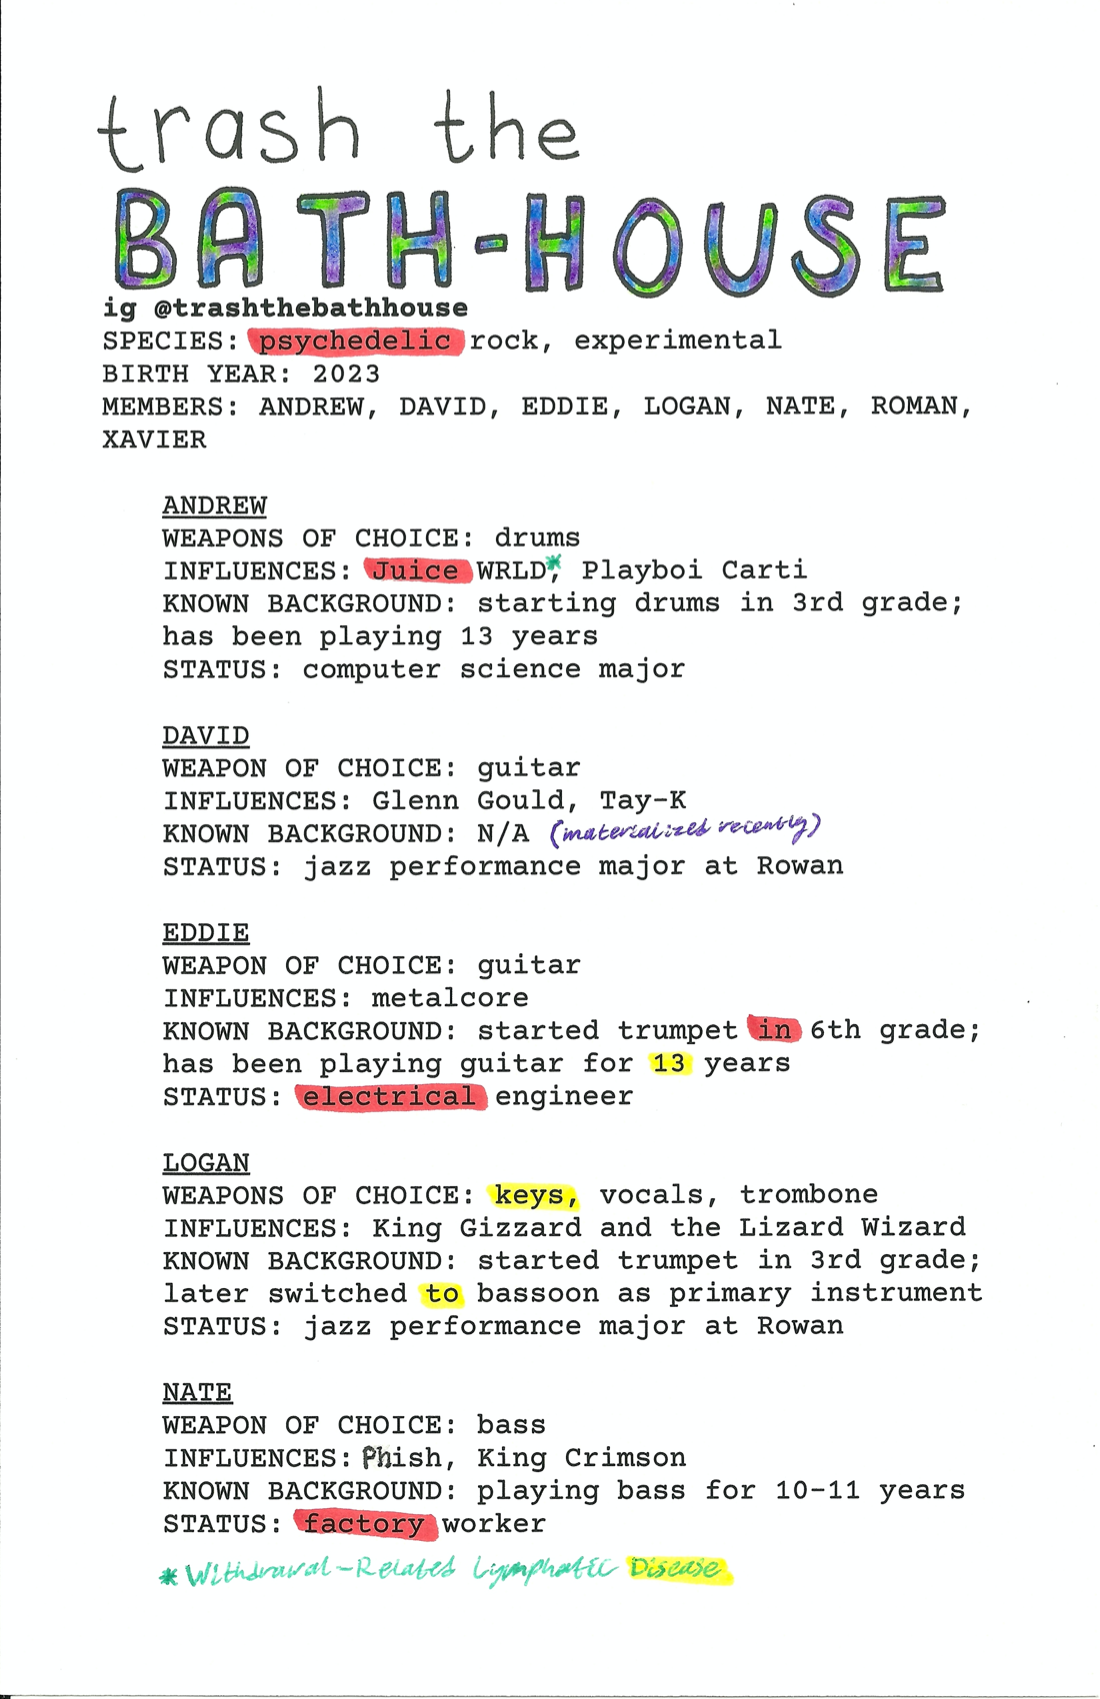 trash the
BATH-HOUSE
ig @trashthebathhouse
SPECIES: psychedelic rock, experimental
BIRTH YEAR: 2023
MEMBERS: ANDREW, DAVID, EDDIE, LOGAN, NATE, ROMAN,
XAVIER
ANDREW
WEAPONS OF CHOICE: drums
INFLUENCES: Juice WRLD*, Playboi Carti
KNOWN BACKGROUND: starting drums in 3rd grade;
has been playing 13 years
STATUS: computer science major
DAVID
WEAPON OF CHOICE: guitar
INFLUENCES: Glenn Gould, Tay-K
KNOWN BACKGROUND: N/A (materialized recently)
STATUS: jazz performance major at Rowan
EDDIE
WEAPON OF CHOICE: guitar
INFLUENCES: metalcore
KNOWN BACKGROUND: started trumpet in 6th grade;
has been playing guitar for 13 years
STATUS: electrical engineer
LOGAN
WEAPONS OF CHOICE: keys, vocals, trombone
INFLUENCES: King Gizzard and the Lizard Wizard
KNOWN BACKGROUND: started trumpet in 3rd grade;
later switched to bassoon as primary instrument
STATUS: jazz performance major at Rowan
NATE
WEAPON OF CHOICE: bass
INFLUENCES: Phish, King Crimson
KNOWN BACKGROUND: playing bass for 10-11 years
STATUS: factory worker
* Withdrawal-Related Lymphatic Disease